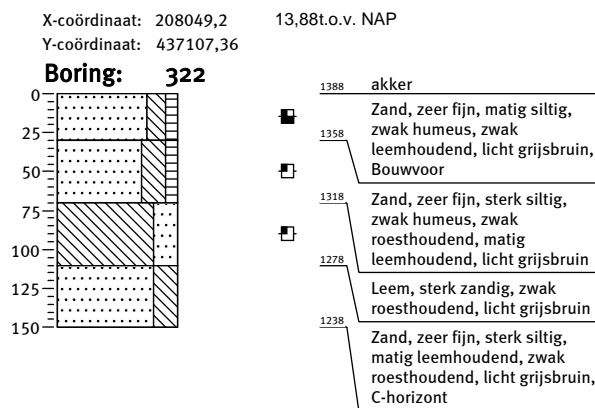 X-coördinaat: 208049,2 13,88t.o.v. NAP
Y-coördinaat: 437107,36
Boring: 322
0
25
50
75
100
125
150
1388 akker
Zand, zeer fijn, matig siltig,
zwak humeus, zwak
leemhoudend, licht grijsbruin,
Bouwvoor
1358
Zand, zeer fijn, sterk siltig,
zwak humeus, zwak
roesthoudend, matig
leemhoudend, licht grijsbruin
1318
Leem, sterk zandig, zwak
roesthoudend, licht grijsbruin
1278
Zand, zeer fijn, sterk siltig,
matig leemhoudend, zwak
roesthoudend, licht grijsbruin,
C-horizont
1238